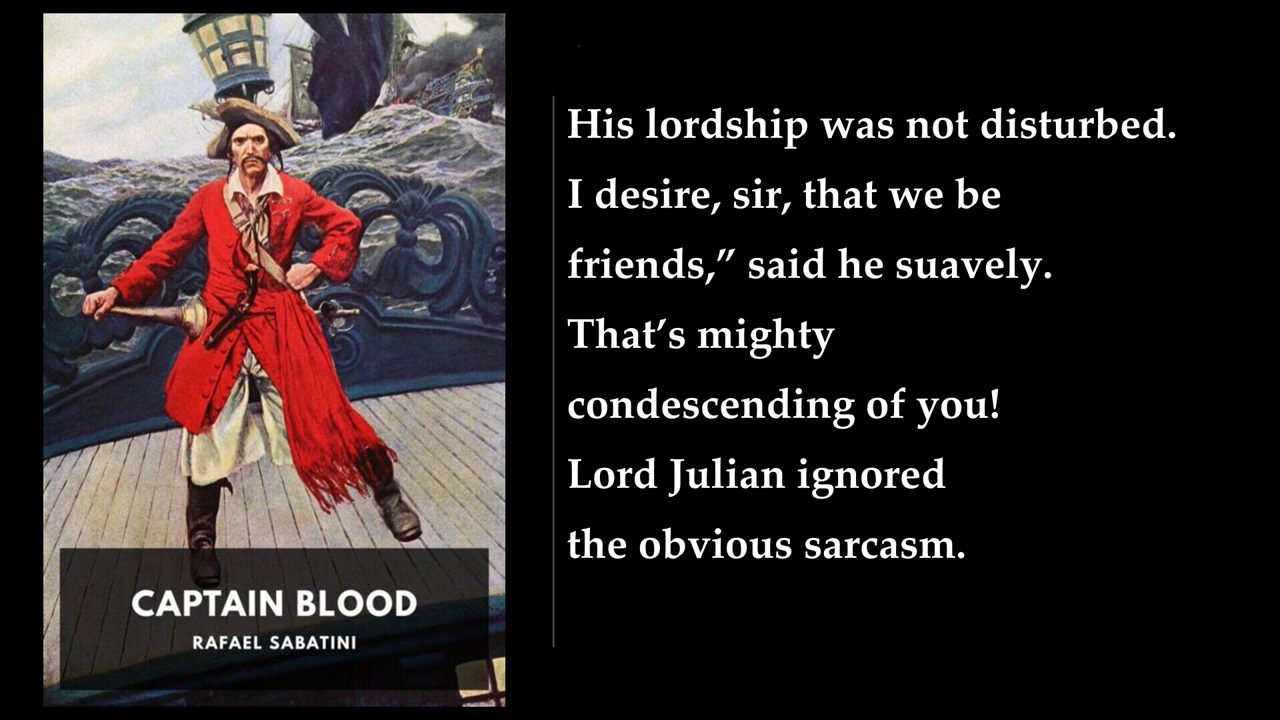 CAPTAIN BLOOD
RAFAEL SABATINI
His lordship was not disturbed.
I desire, sir, that we be
friends,” said he suavely.
That’s mighty
condescending of you!
Lord Julian ignored
the obvious sarcasm.